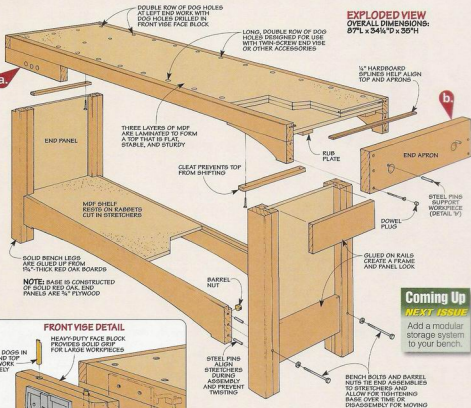 DOUBLE ROW OF DOG HOLES
AT LEFT END WORK WITH
DOG HOLES DRILLED IN
FRONT FACE BLOCK
EXPLODED VIEW
OVERALL DIMENSIONS:
87"L x 34¼"D x 36"H
LONG, DOUBLE ROW OF DOG
HOLES DESIGNED FOR USE
WITH TWIN-SCREW END VISE
OR OTHER ACCESSORIES
a.
¼" HARDBOARD
SPLINES HELP ALIGN
TOP AND APRONS
b.
THREE LAYERS OF MDF
ARE LAMINATED TO FORM
A TOP THAT IS FLAT,
STABLE, AND STURDY
END PANEL
RUB
PLATE
END APRON
CLEAT PREVENTS TOP
FROM SHIFTING
STEEL PINS
SUPPORT
WORKPIECE
(DETAIL 'b')
MDF SHELF
RESTS ON RABBETS
CUT IN STRETCHERS
DOWEL
PLUG
SOLID BENCH LEGS
ARE GLUED UP FROM
1¾"-THICK RED OAK BOARDS
GLUED ON RAILS
CREATE A FRAME
AND PANEL LOOK
NOTE: BASE IS CONSTRUCTED
OF SOLID RED OAK. END
PANELS ARE ¾" PLYWOOD
BARREL
NUT
Coming Up
NEXT ISSUE
Add a modular
storage system
to your bench.
FRONT VISE DETAIL
HEAVY-DUTY FACE BLOCK
PROVIDES SOLID GRIP
FOR LARGE WORKPIECES
DOGS IN
ND TOP
WORK
ELY
STEEL PINS
ALIGN
STRETCHERS
DURING
ASSEMBLY
AND PREVENT
TWISTING
BENCH BOLTS AND BARREL
NUTS TIE END ASSEMBLIES
TO STRETCHERS AND
ALLOW FOR TIGHTENING
BASE OVER TIME OR
DISASSEMBLY FOR MOVING